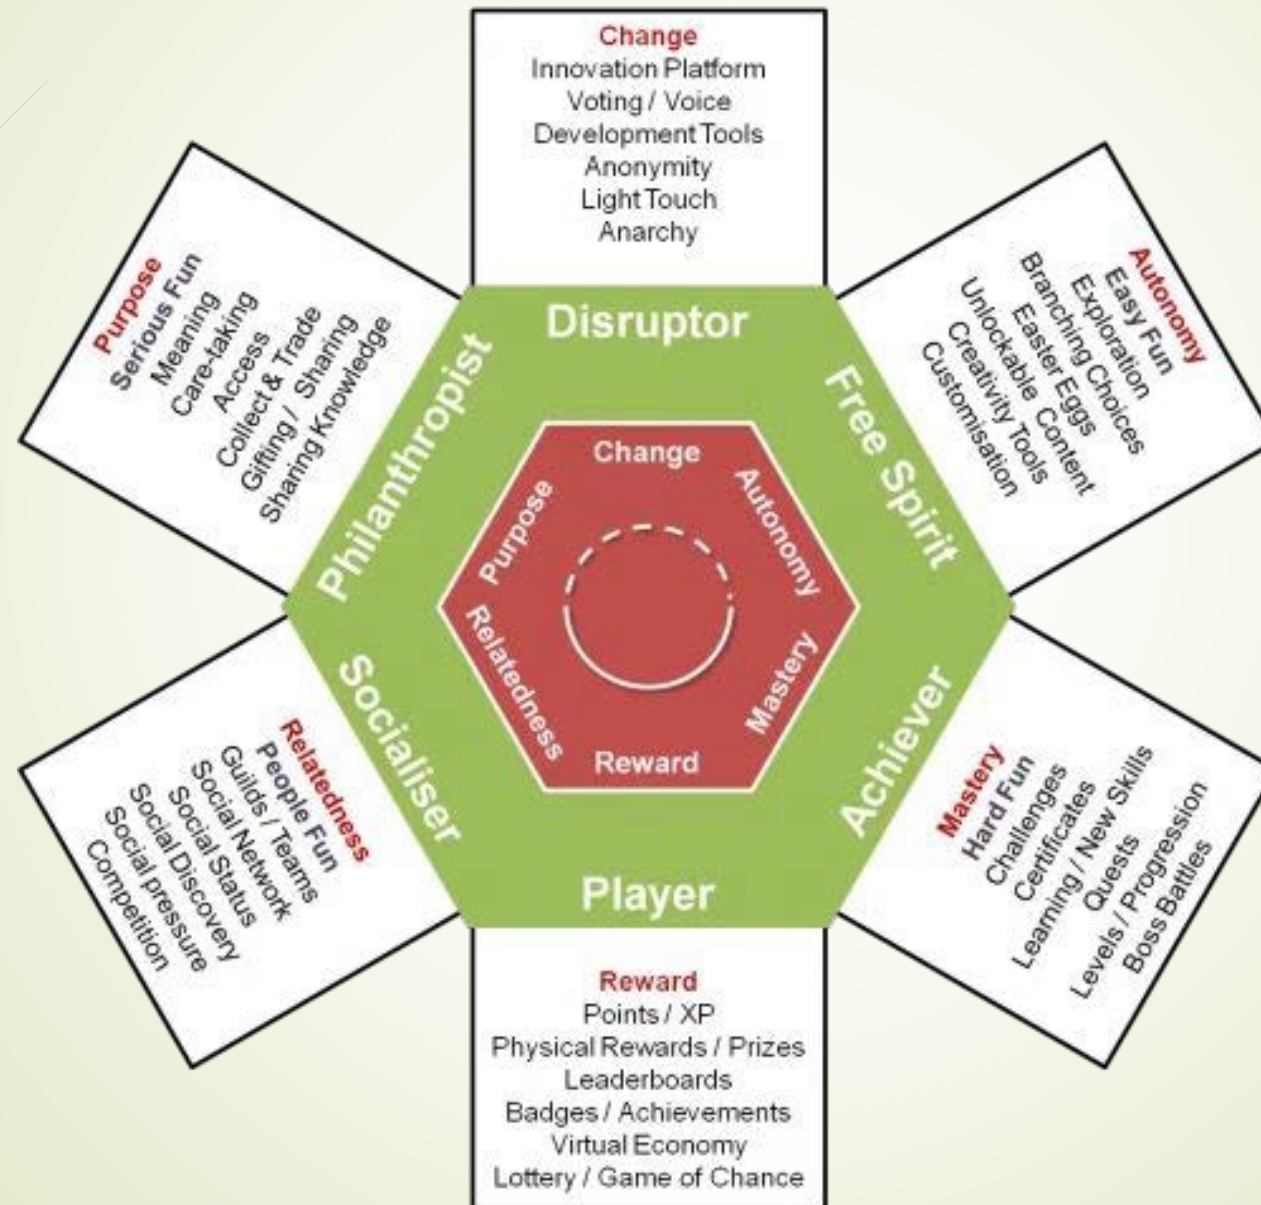 Change
Innovation Platform
Voting / Voice
Development Tools
Anonymity
Light Touch
Anarchy
Purpose
Serious Fun
Meaning
Care-taking
Access
Collect & Trade
Gifting / Sharing
Sharing Knowledge
Autonomy
Easy Fun
Exploration
Branching Choices
Easter Eggs
Unlockable Content
Creativity Tools
Customisation
Disruptor
Philanthropist
Free Spirit
Socialiser
Achiever
Player
Change
Purpose
Autonomy
Relatedness
Mastery
Reward
Relatedness
People Fun
Guilds / Teams
Social Network
Social Status
Social Discovery
Social pressure
Competition
Mastery
Hard Fun
Challenges
Certificates
Learning / New Skills
Quests
Levels / Progression
Boss Battles
Reward
Points / XP
Physical Rewards / Prizes
Leaderboards
Badges / Achievements
Virtual Economy
Lottery / Game of Chance